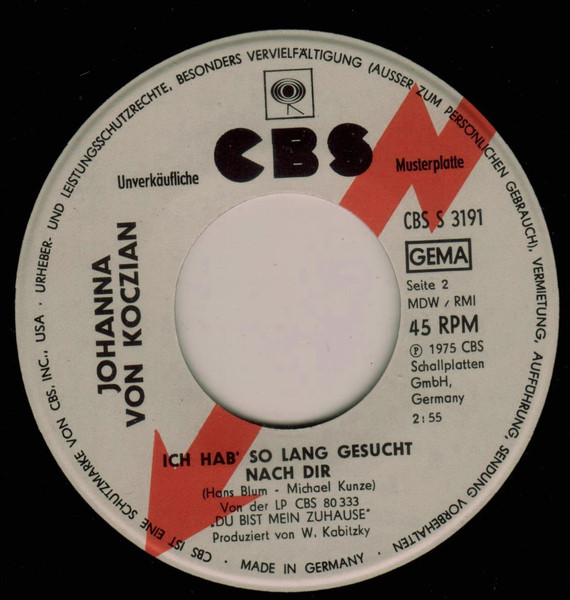 CBS
Unverkäufliche
Musterplatte
CBS S 3191
GEMA
Seite 2
MDW / RMI
45 RPM
℗ 1975 CBS
Schallplatten
GmbH,
Germany
2:55
JOHANNA
VON KOCZIAN
ICH HAB' SO LANG GESUCHT
NACH DIR
(Hans Blum - Michael Kunze)
Von der LP CBS 80 333
"DU BIST MEIN ZUHAUSE"
Produziert von W. Kabitzky
CBS IST EINE SCHUTZMARKE VON CBS, INC., USA · URHEBER- UND LEISTUNGSSCHUTZRECHTE, BESONDERS VERVIELFÄLTIGUNG (AUSSER ZUM PERSÖNLICHEN GEBRAUCH), VERMIETUNG, AUFFÜHRUNG, SENDUNG VORBEHALTEN · MADE IN GERMANY ·